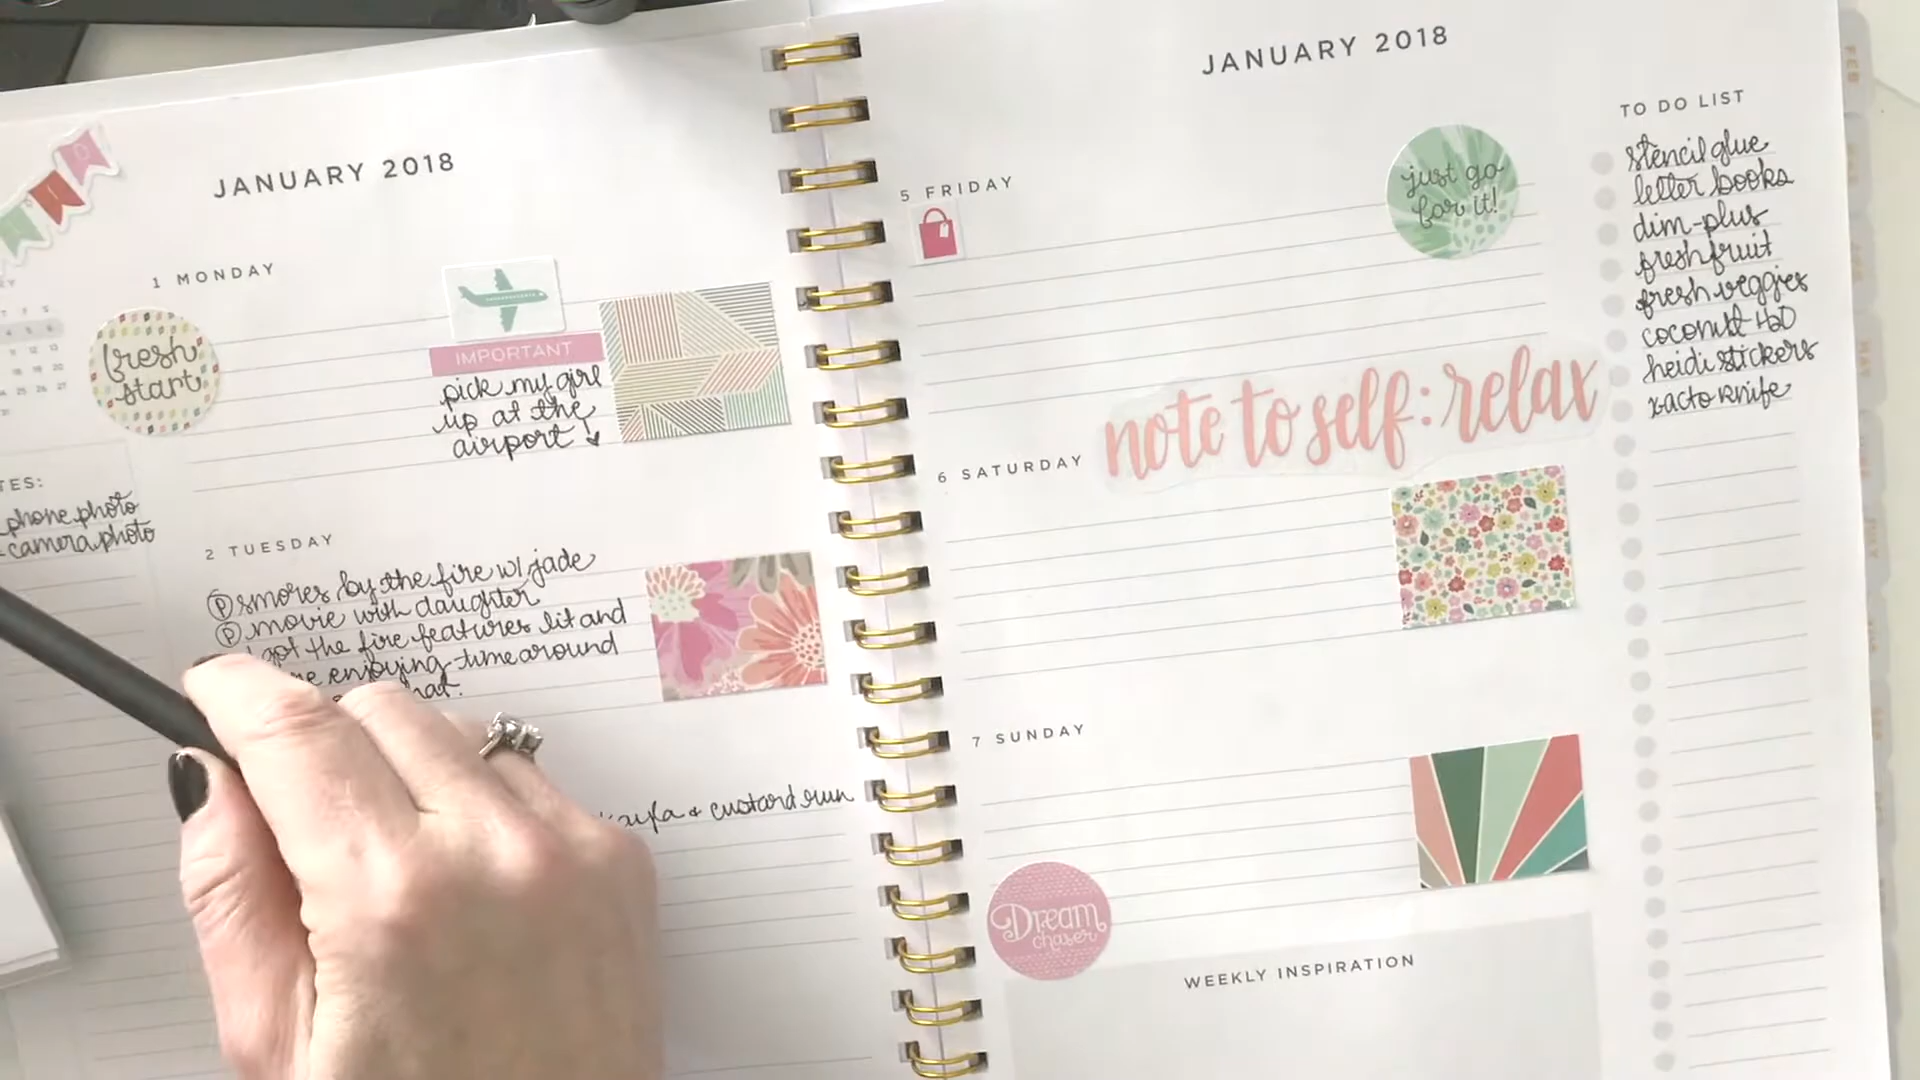 JANUARY 2018
1 MONDAY
fresh
start
IMPORTANT
pick my girl
up at the
airport!
TES:
phone photo
-camera photo
2 TUESDAY
Ⓟ smores by the fire w/ jade
Ⓟ movie with daughter
got the fire features lit and
enjoying time around
& custard run
JANUARY 2018
5 FRIDAY
just go
for it!
note to self: relax
6 SATURDAY
7 SUNDAY
Dream
chaser
WEEKLY INSPIRATION
TO DO LIST
stencil glue
letter books
dim-plus
fresh fruit
fresh veggies
coconut H2O
heidi stickers
xacto knife
FEB